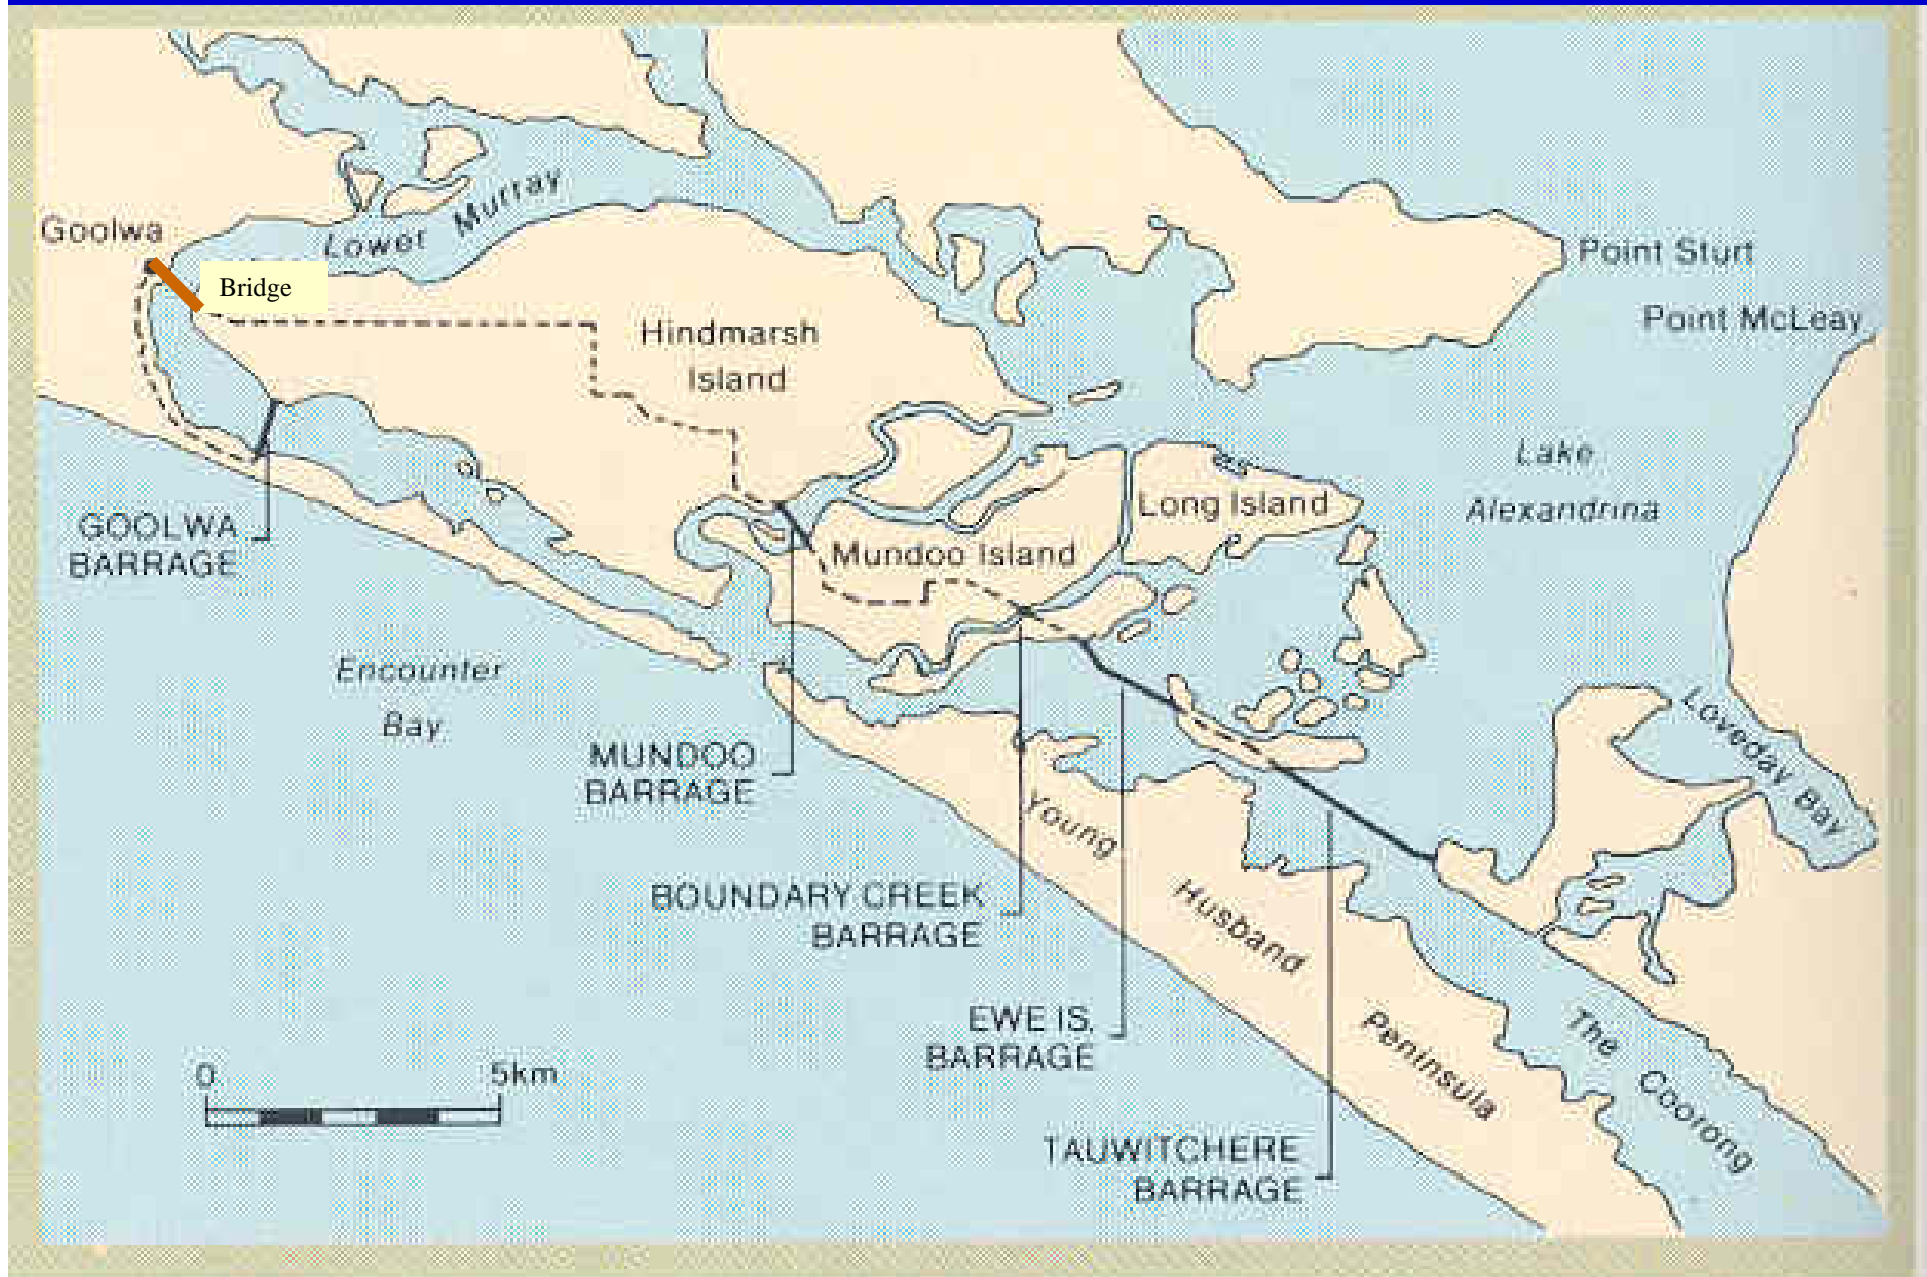 Lower Murray
Goolwa
Bridge
Point Sturt
Point McLeay
Hindmarsh
Island
Lake
Alexandrina
Long Island
GOOLWA
BARRAGE
Mundoo Island
Encounter
Bay
Loveday Bay
MUNDOO
BARRAGE
Young
Husband
Peninsula
BOUNDARY CREEK
BARRAGE
EWE IS.
BARRAGE
The
Coorong
0 5km
TAUWITCHERE
BARRAGE